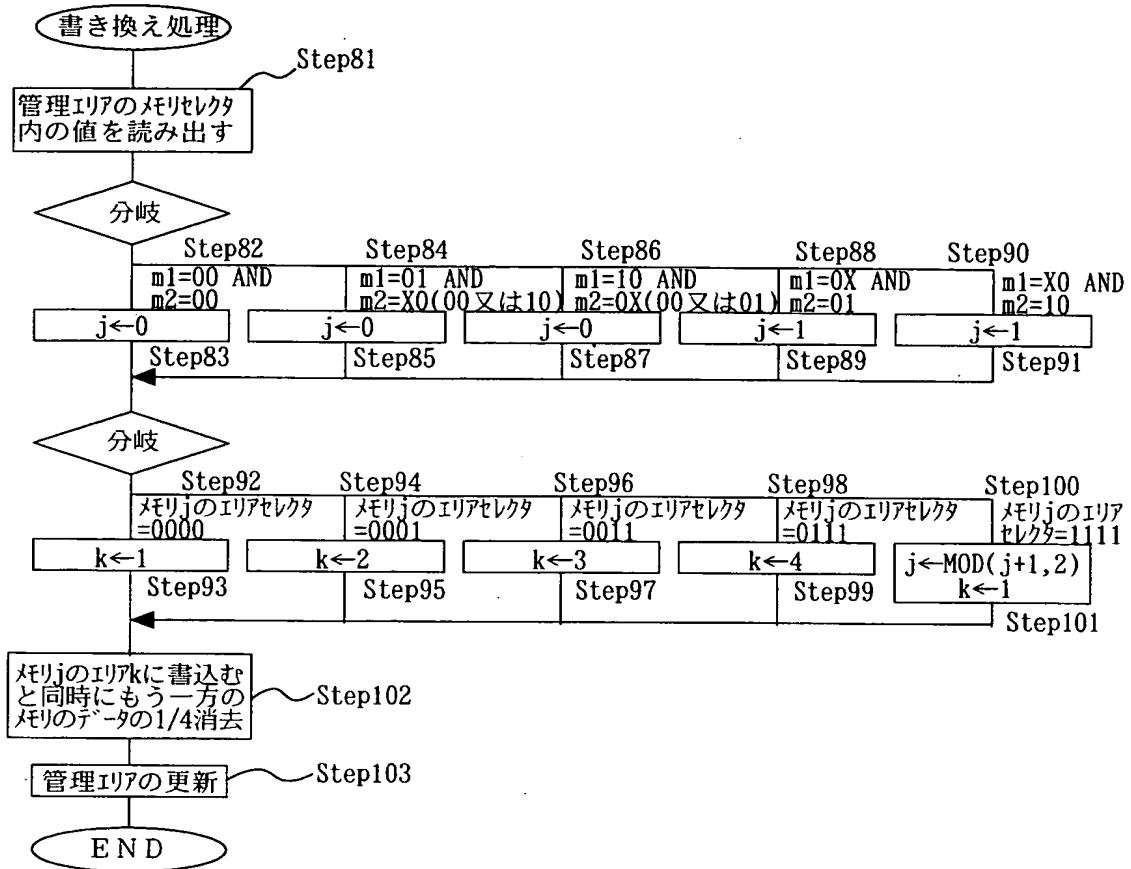 書き換え処理
Step81
管理ｴﾘｱのﾒﾓﾘｾﾚｸﾀ
内の値を読み出す
分岐
Step82
Step84
Step86
Step88
Step90
m1=00 AND
m2=00
m1=01 AND
m2=X0(00又は10)
m1=10 AND
m2=0X(00又は01)
m1=0X AND
m2=01
m1=X0 AND
m2=10
j←0
j←0
j←0
j←1
j←1
Step83
Step85
Step87
Step89
Step91
分岐
Step92
Step94
Step96
Step98
Step100
ﾒﾓﾘjのｴﾘｱｾﾚｸﾀ
=0000
ﾒﾓﾘjのｴﾘｱｾﾚｸﾀ
=0001
ﾒﾓﾘjのｴﾘｱｾﾚｸﾀ
=0011
ﾒﾓﾘjのｴﾘｱｾﾚｸﾀ
=0111
ﾒﾓﾘjのｴﾘｱ
ｾﾚｸﾀ=1111
k←1
k←2
k←3
k←4
j←MOD(j+1,2)
k←1
Step93
Step95
Step97
Step99
Step101
ﾒﾓﾘjのｴﾘｱkに書込む
と同時にもう一方の
ﾒﾓﾘのﾃﾞｰﾀの1/4消去
Step102
管理ｴﾘｱの更新
Step103
END